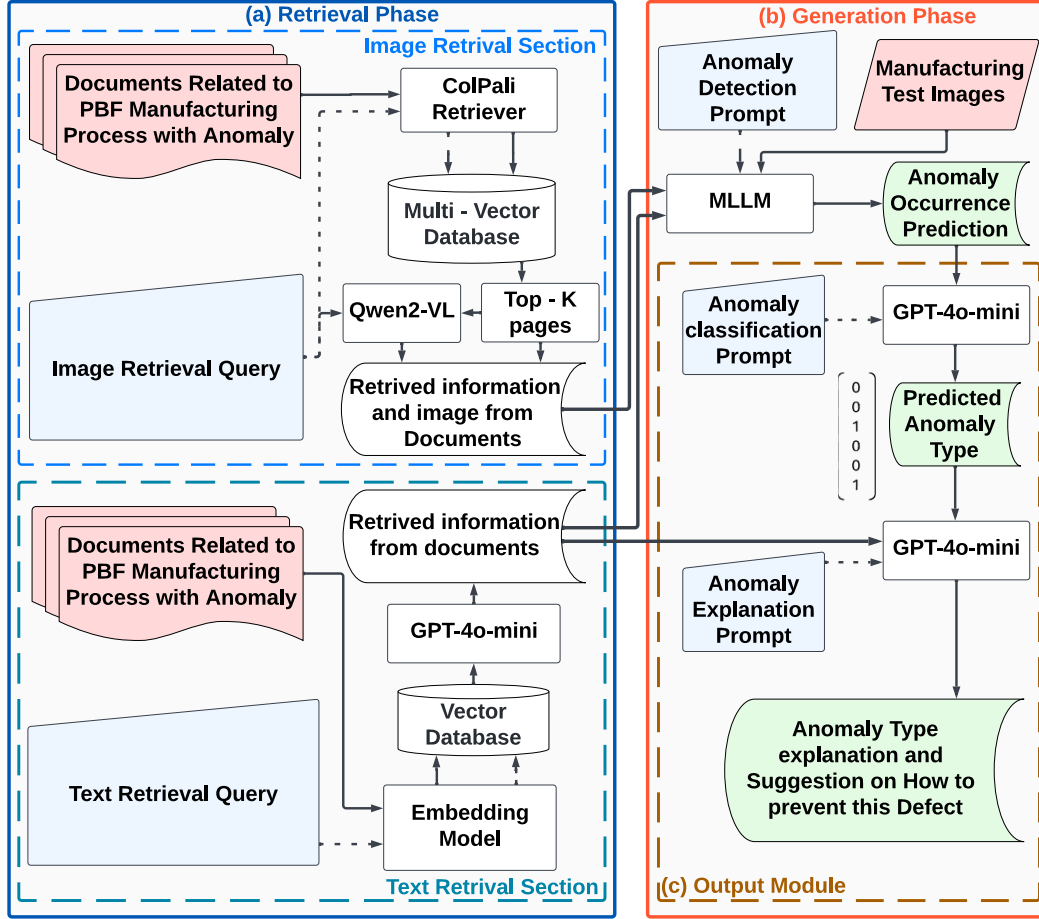 (a) Retrieval Phase
Image Retrival Section
Documents Related to
PBF Manufacturing
Process with Anomaly
ColPali
Retriever
Multi - Vector
Database
Qwen2-VL
Top - K
pages
Image Retrieval Query
Retrived information
and image from
Documents
Retrived information
from documents
Documents Related to
PBF Manufacturing
Process with Anomaly
GPT-4o-mini
Vector
Database
Text Retrieval Query
Embedding
Model
Text Retrival Section
(b) Generation Phase
Anomaly
Detection
Prompt
Manufacturing
Test Images
MLLM
Anomaly
Occurrence
Prediction
Anomaly
classification
Prompt
GPT-4o-mini
0
0
1
0
0
1
Predicted
Anomaly
Type
GPT-4o-mini
Anomaly
Explanation
Prompt
Anomaly Type
explanation and
Suggestion on How to
prevent this Defect
(c) Output Module